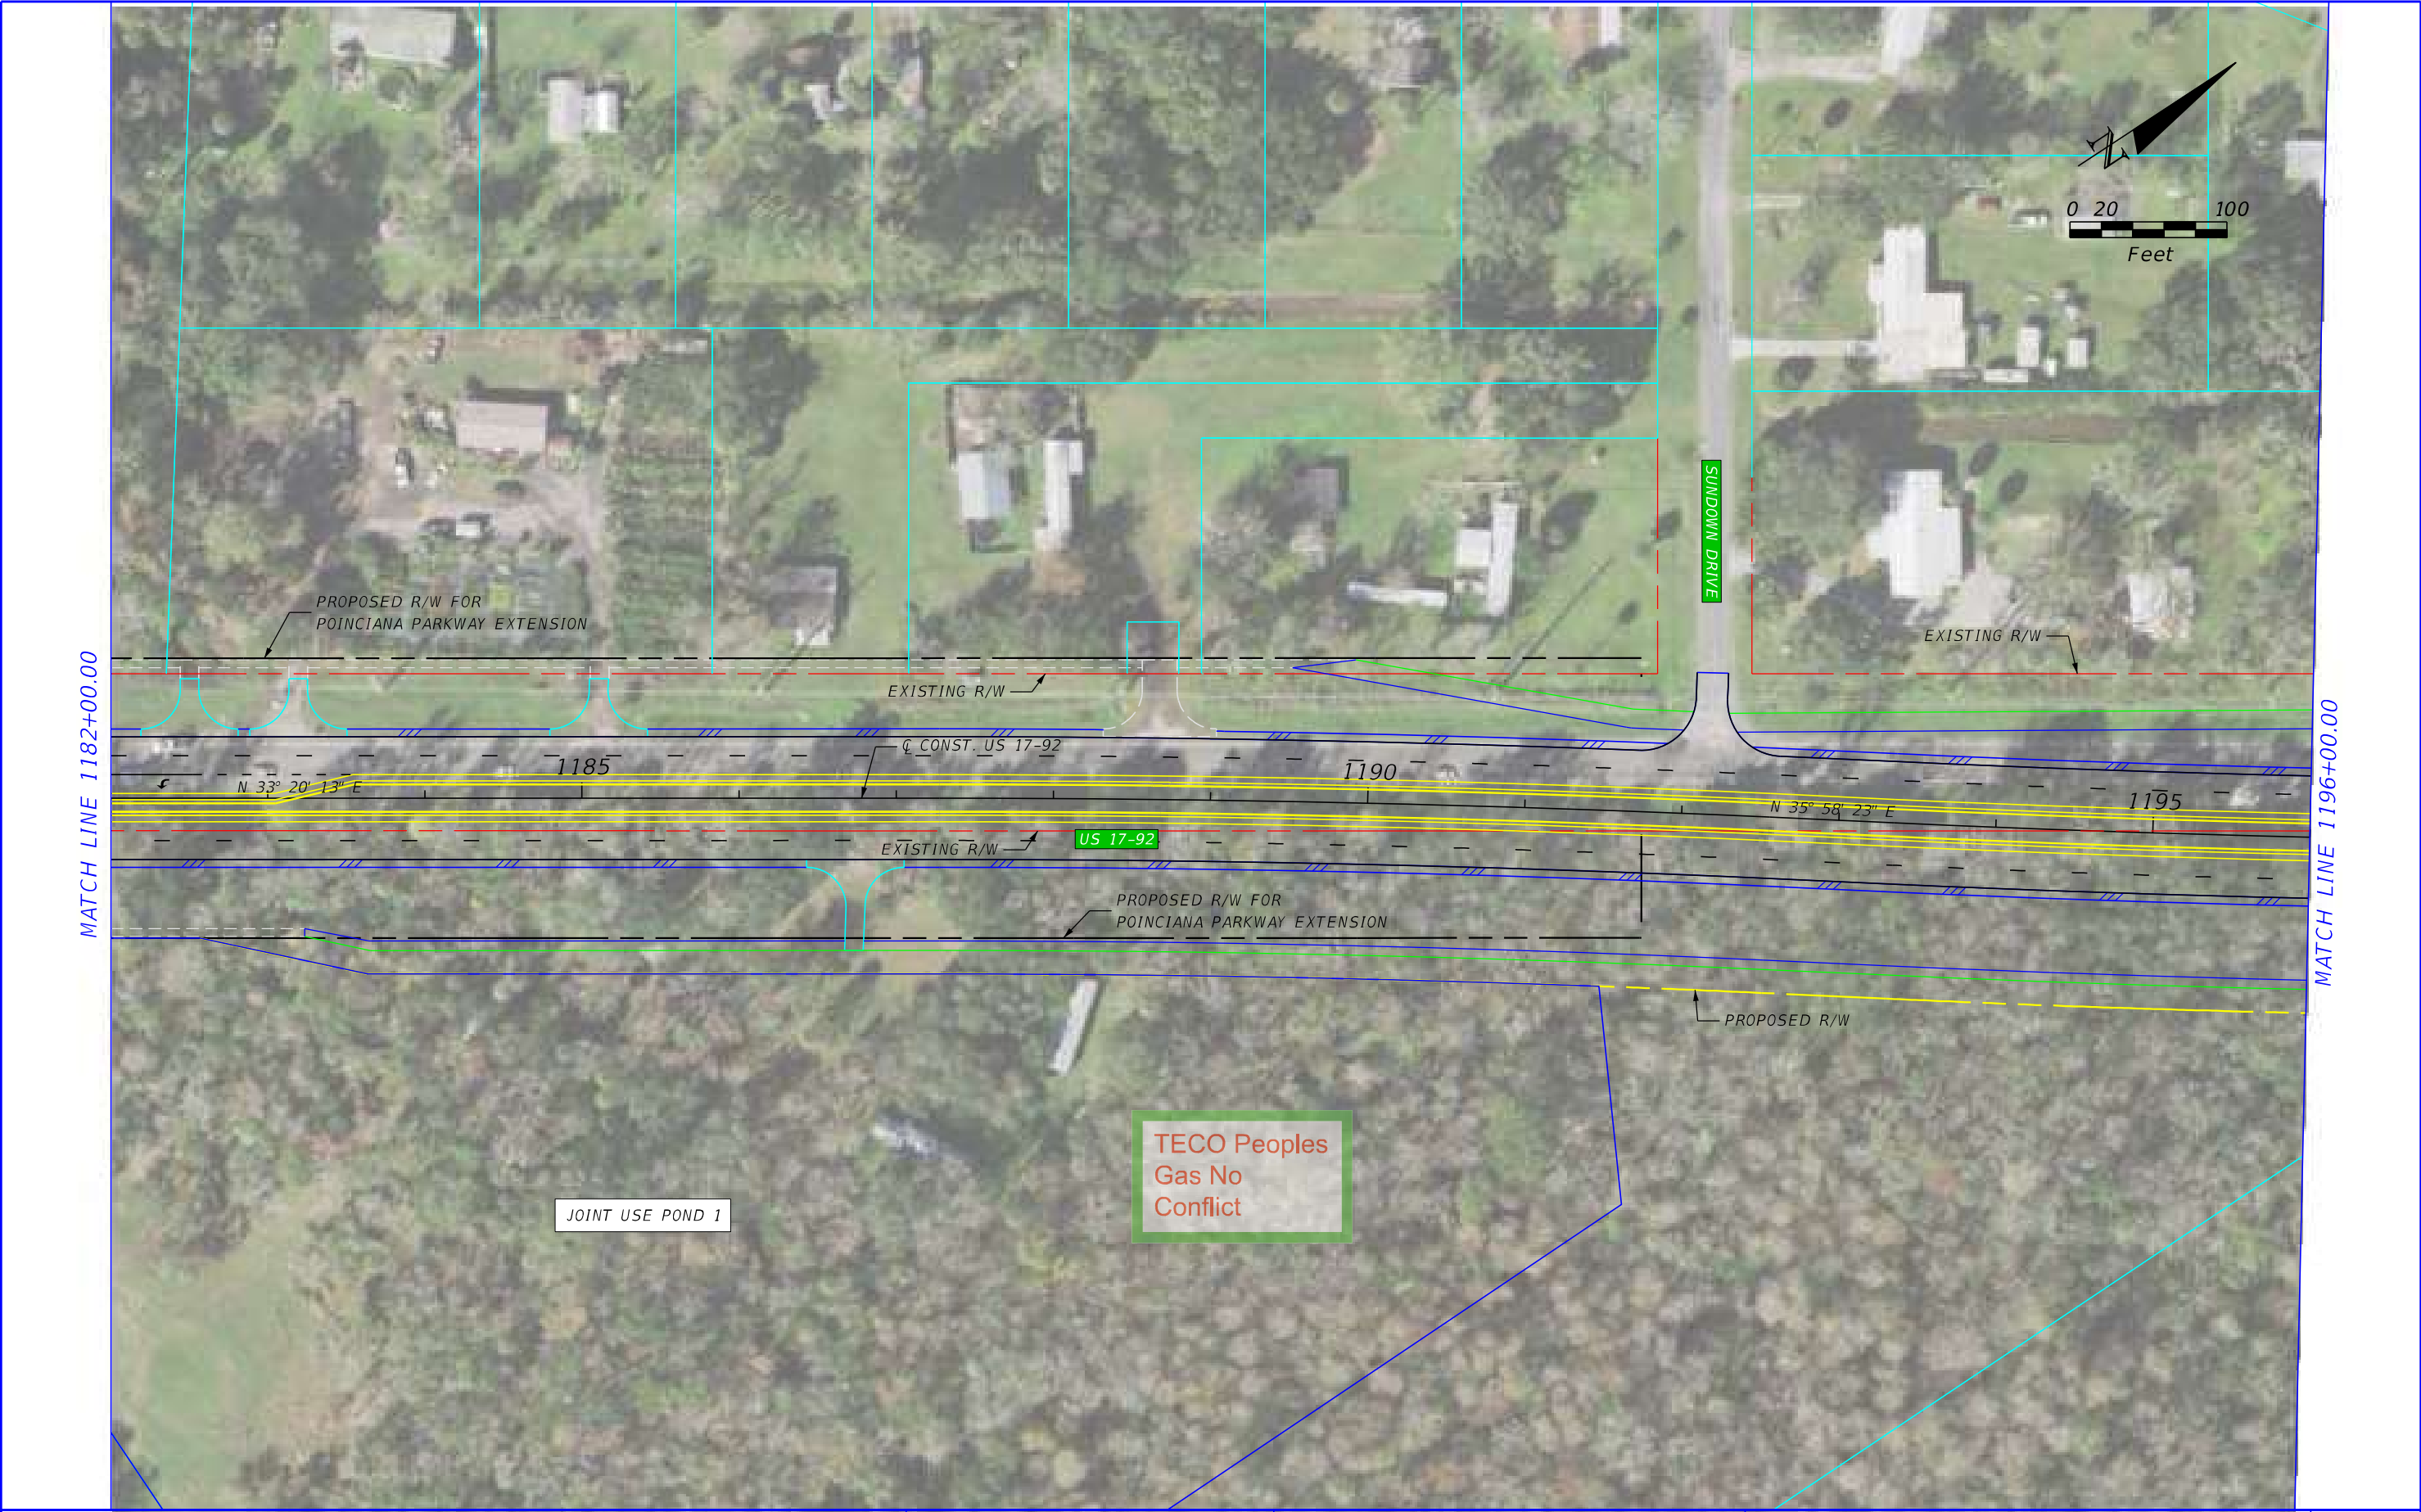 0 20 100
Feet
SUNDOWN DRIVE
PROPOSED R/W FOR
POINCIANA PARKWAY EXTENSION
EXISTING R/W
EXISTING R/W
MATCH LINE 1182+00.00
MATCH LINE 1196+00.00
℄ CONST. US 17-92
1185
1190
1195
N 33° 20' 13" E
N 35° 58' 23" E
US 17-92
EXISTING R/W
PROPOSED R/W FOR
POINCIANA PARKWAY EXTENSION
PROPOSED R/W
TECO Peoples
Gas No
Conflict
JOINT USE POND 1
N